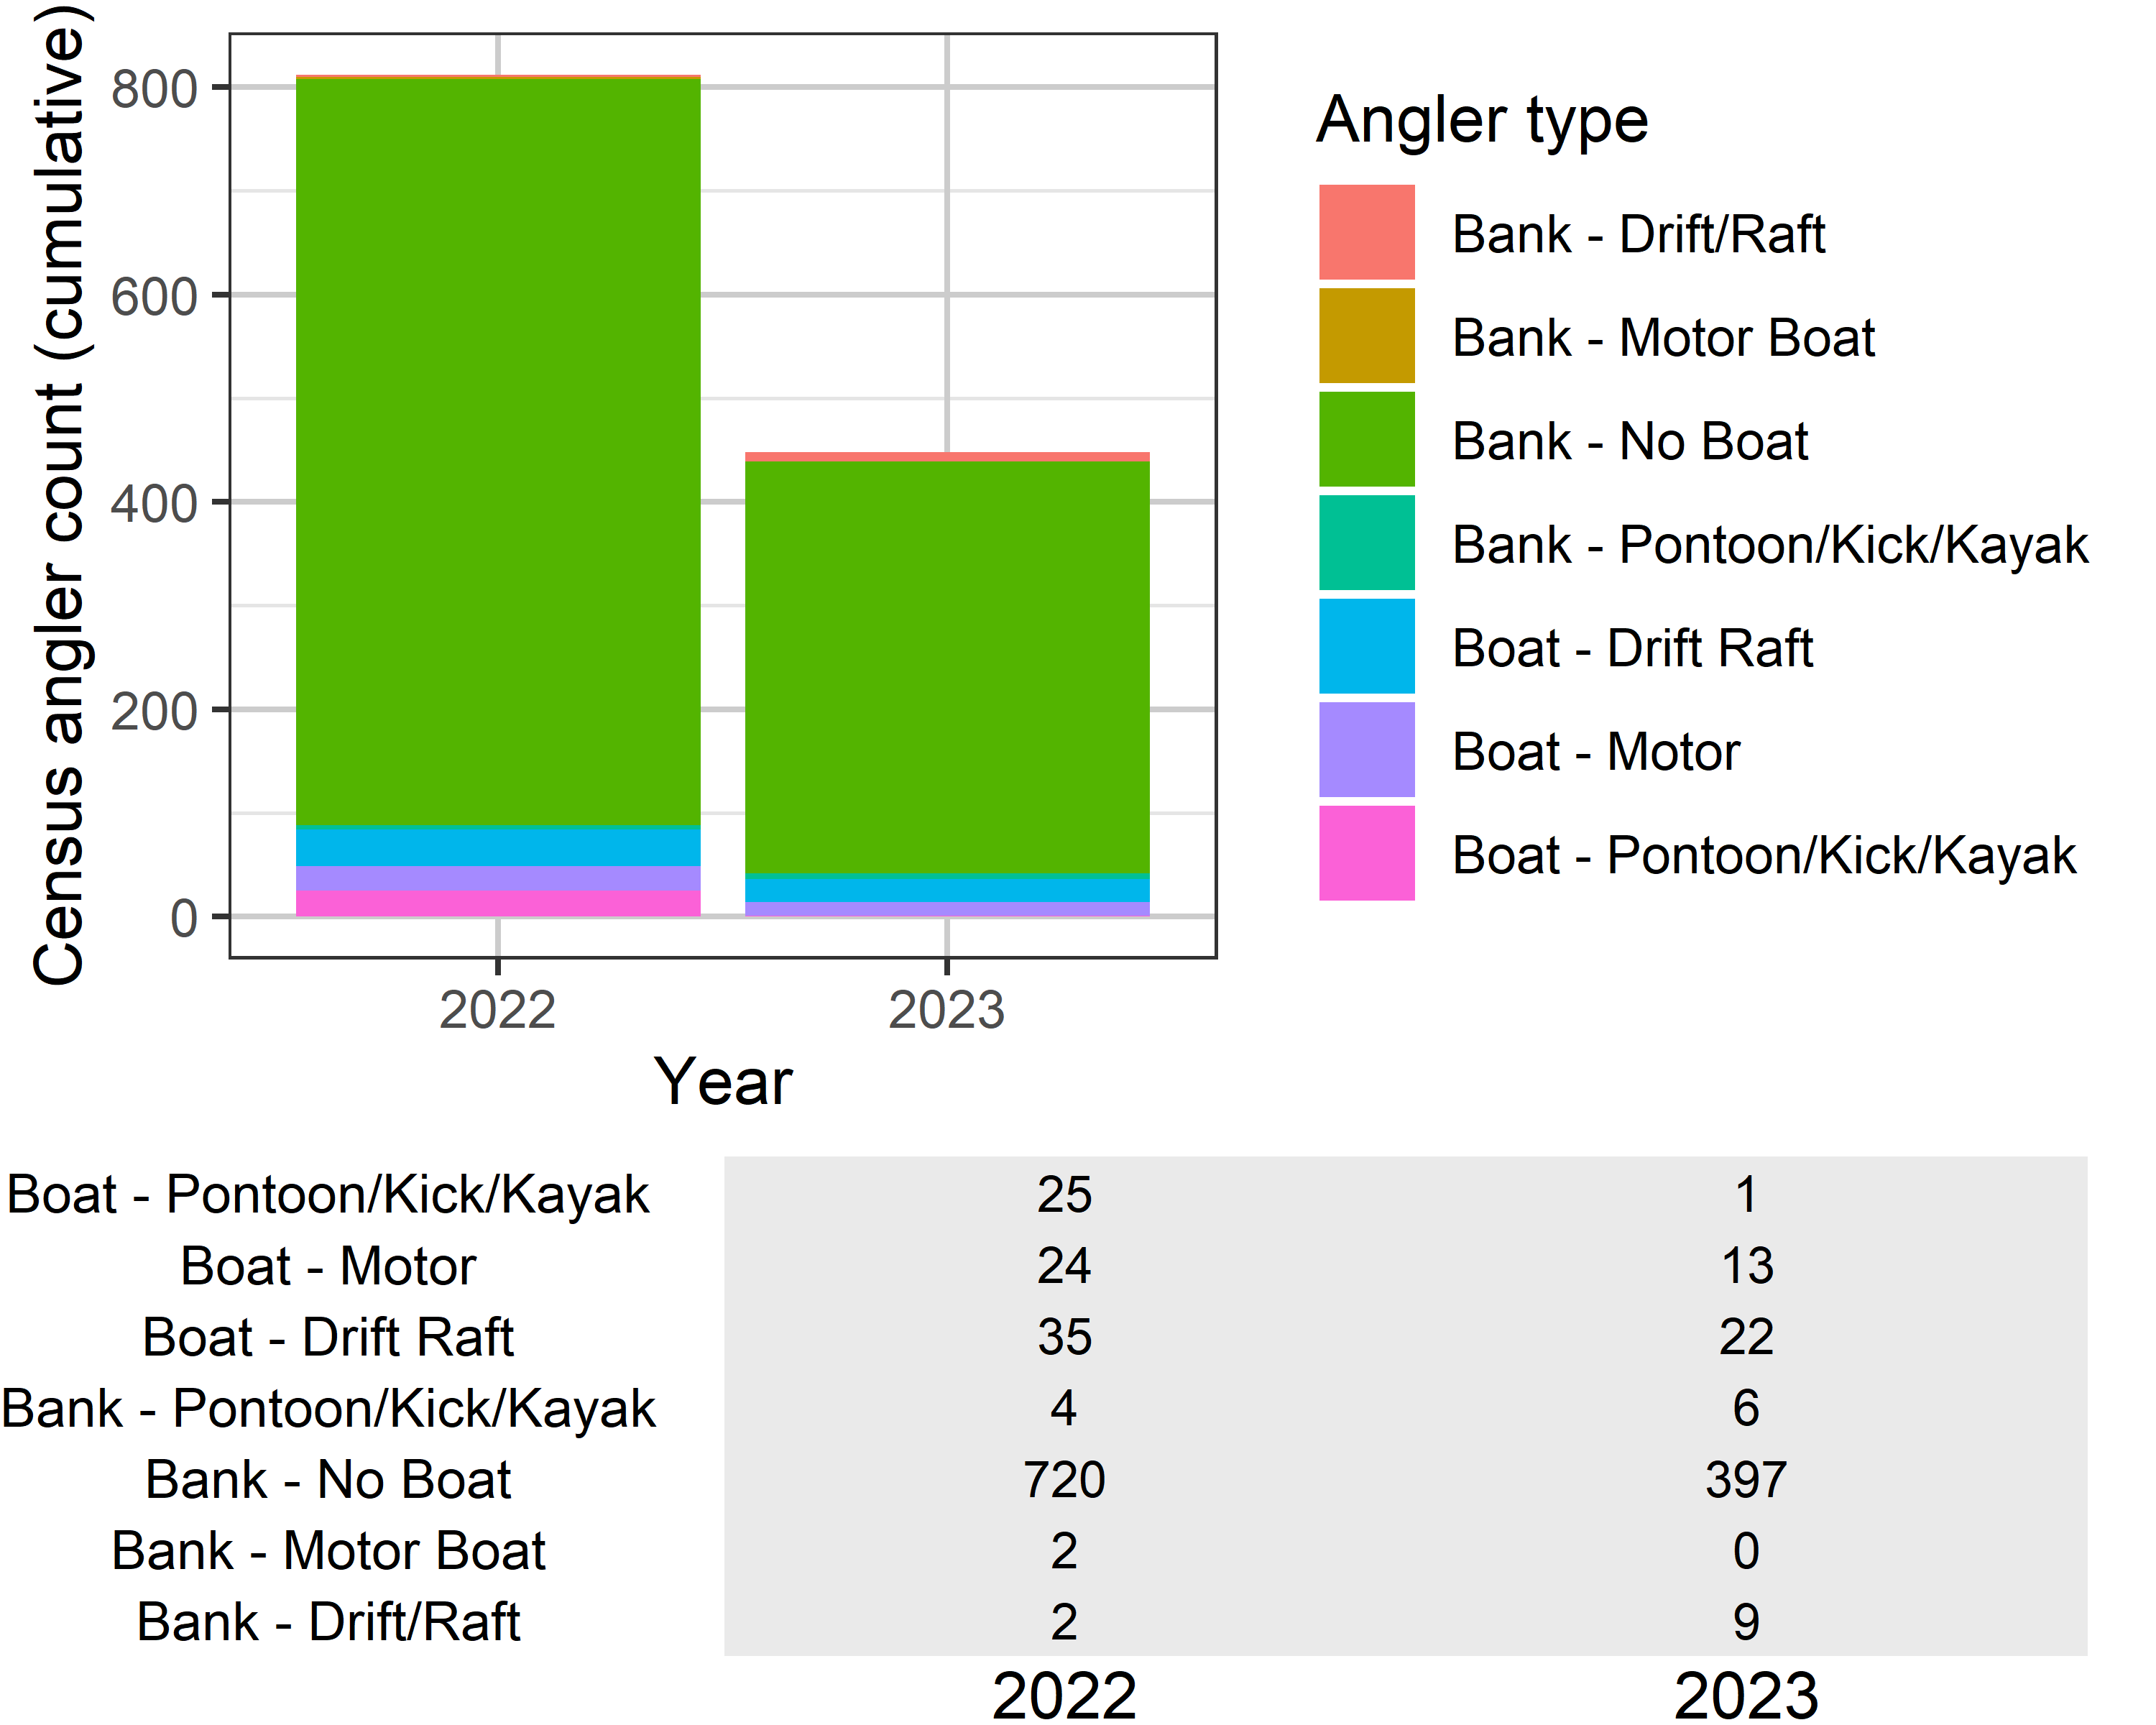 Census angler count (cumulative)
800
600
400
200
0
2022 2023
Year
Angler type
Bank - Drift/Raft
Bank - Motor Boat
Bank - No Boat
Bank - Pontoon/Kick/Kayak
Boat - Drift Raft
Boat - Motor
Boat - Pontoon/Kick/Kayak
Boat - Pontoon/Kick/Kayak 25 1
Boat - Motor 24 13
Boat - Drift Raft 35 22
Bank - Pontoon/Kick/Kayak 4 6
Bank - No Boat 720 397
Bank - Motor Boat 2 0
Bank - Drift/Raft 2 9
2022 2023